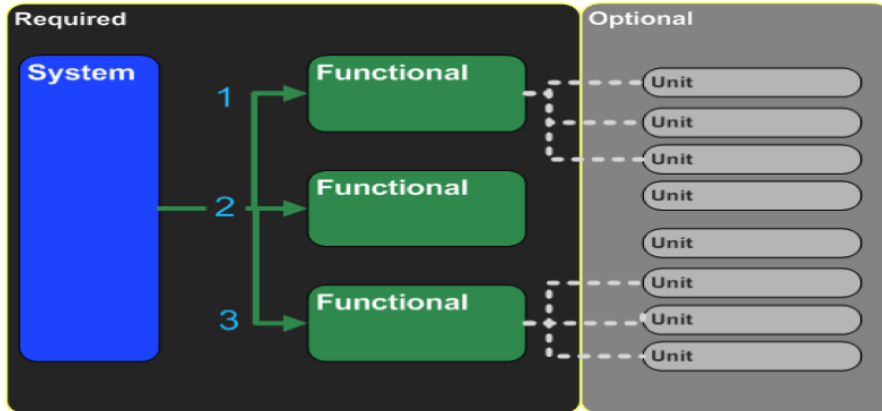 Required
Optional
System
1
2
3
Functional
Functional
Functional
Unit
Unit
Unit
Unit
Unit
Unit
Unit
Unit